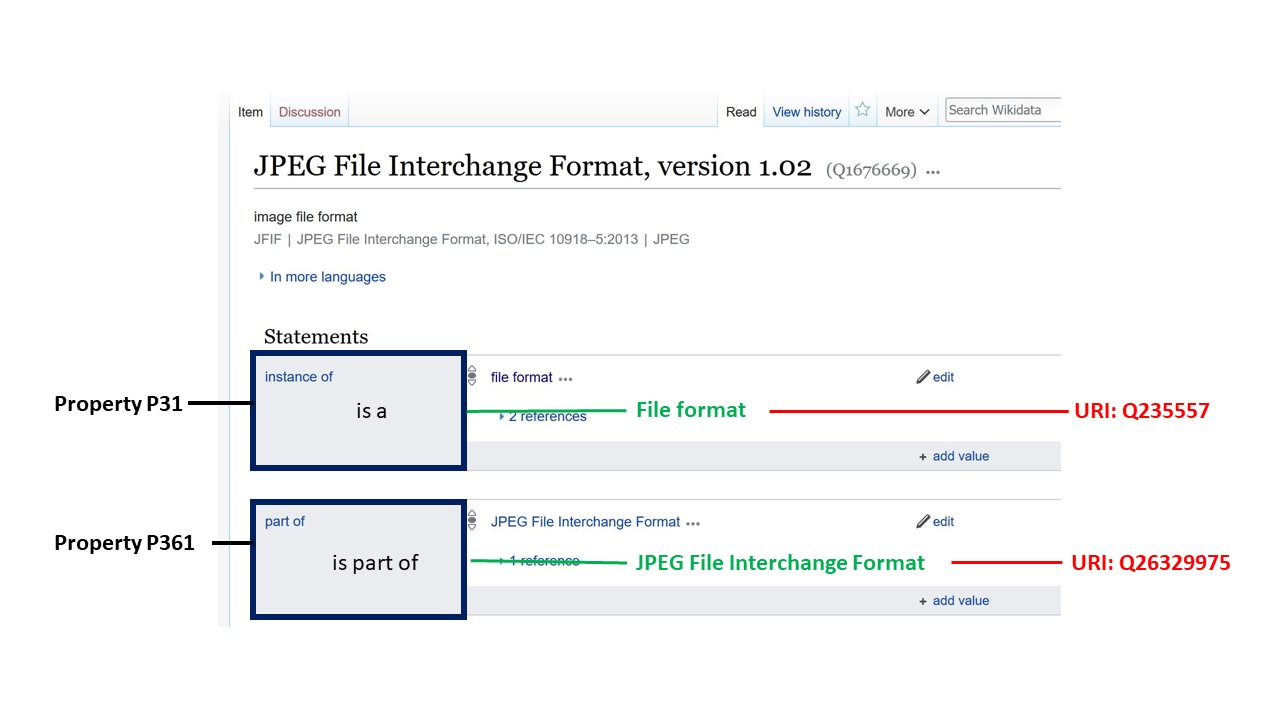 Item Discussion Read View history More Search Wikidata
JPEG File Interchange Format, version 1.02 (Q1676669) ...
image file format
JFIF | JPEG File Interchange Format, ISO/IEC 10918–5:2013 | JPEG
In more languages
Statements
instance of file format ... edit
Property P31 is a File format URI: Q235557
2 references
+ add value
part of JPEG File Interchange Format ... edit
Property P361 is part of JPEG File Interchange Format URI: Q26329975
1 reference
+ add value